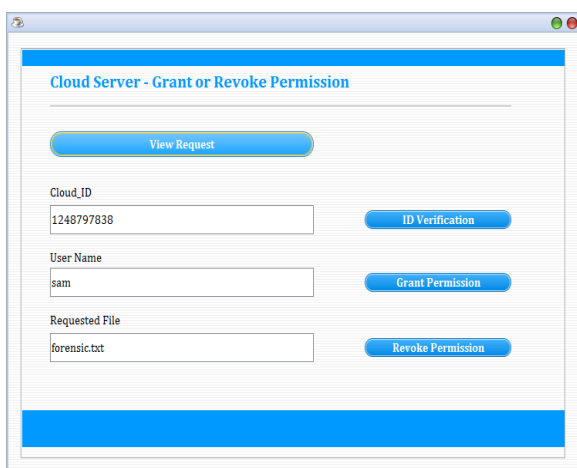 Cloud Server - Grant or Revoke Permission
View Request
Cloud_ID
1248797838
ID Verification
User Name
sam
Grant Permission
Requested File
forensic.txt
Revoke Permission